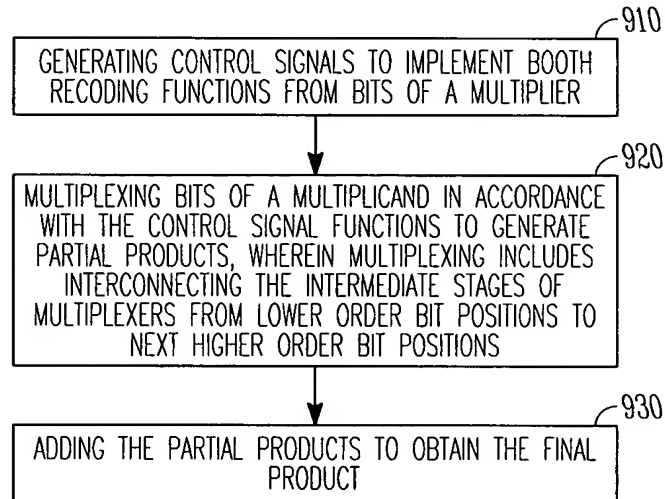 910
GENERATING CONTROL SIGNALS TO IMPLEMENT BOOTH
RECODING FUNCTIONS FROM BITS OF A MULTIPLIER
920
MULTIPLEXING BITS OF A MULTIPLICAND IN ACCORDANCE
WITH THE CONTROL SIGNAL FUNCTIONS TO GENERATE
PARTIAL PRODUCTS, WHEREIN MULTIPLEXING INCLUDES
INTERCONNECTING THE INTERMEDIATE STAGES OF
MULTIPLEXERS FROM LOWER ORDER BIT POSITIONS TO
NEXT HIGHER ORDER BIT POSITIONS
930
ADDING THE PARTIAL PRODUCTS TO OBTAIN THE FINAL
PRODUCT